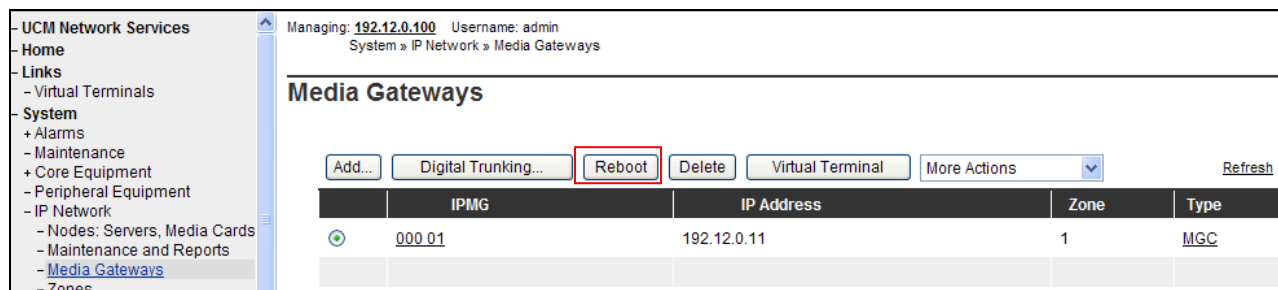 – UCM Network Services
– Home
– Links
– Virtual Terminals
– System
+ Alarms
– Maintenance
+ Core Equipment
– Peripheral Equipment
– IP Network
– Nodes: Servers, Media Cards
– Maintenance and Reports
– Media Gateways
– Zones
Managing: 192.12.0.100 Username: admin
System » IP Network » Media Gateways
Media Gateways
Add... Digital Trunking... Reboot Delete Virtual Terminal More Actions Refresh
IPMG IP Address Zone Type
000 01 192.12.0.11 1 MGC